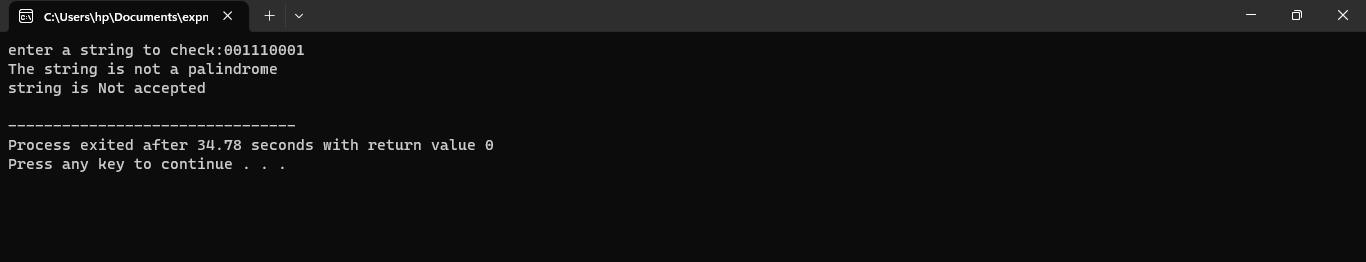 C:\Users\hp\Documents\expn
enter a string to check:001110001
The string is not a palindrome
string is Not accepted
--------------------------------
Process exited after 34.78 seconds with return value 0
Press any key to continue . . .